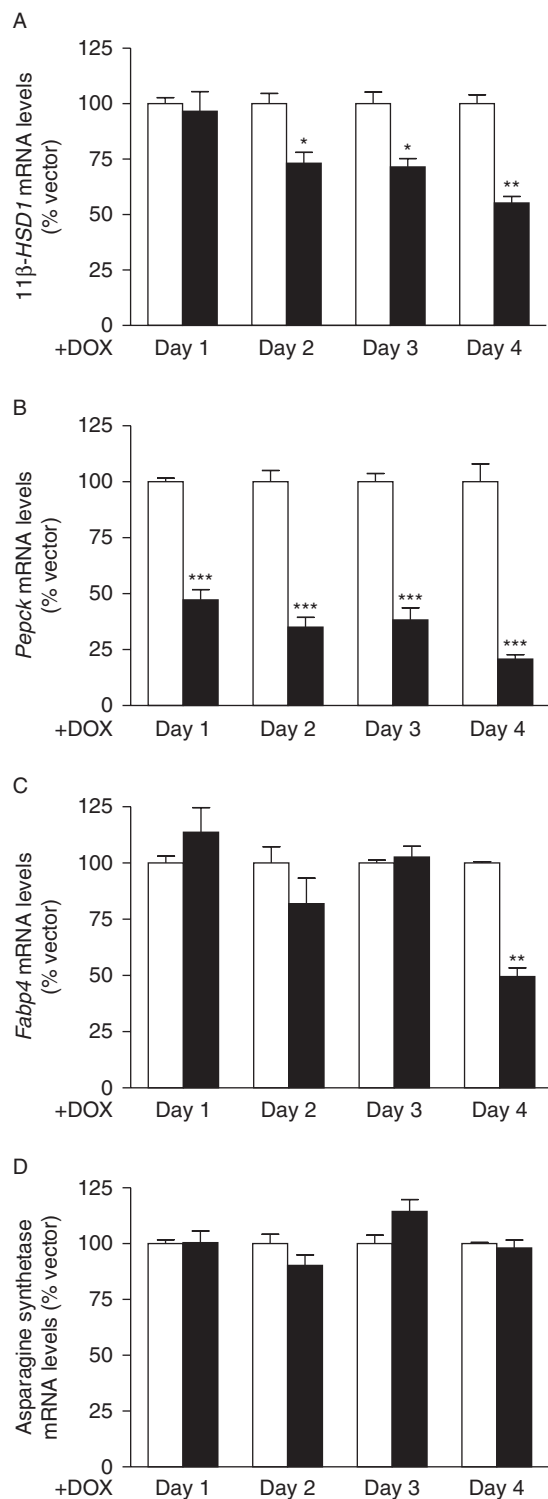 A
11β-HSD1 mRNA levels
(% vector)
125
100
75
50
25
0
*
*
**
+DOX Day 1 Day 2 Day 3 Day 4
B
Pepck mRNA levels
(% vector)
125
100
75
50
25
0
***
***
***
***
+DOX Day 1 Day 2 Day 3 Day 4
C
Fabp4 mRNA levels
(% vector)
125
100
75
50
25
0
**
+DOX Day 1 Day 2 Day 3 Day 4
D
Asparagine synthetase
mRNA levels (% vector)
125
100
75
50
25
0
+DOX Day 1 Day 2 Day 3 Day 4